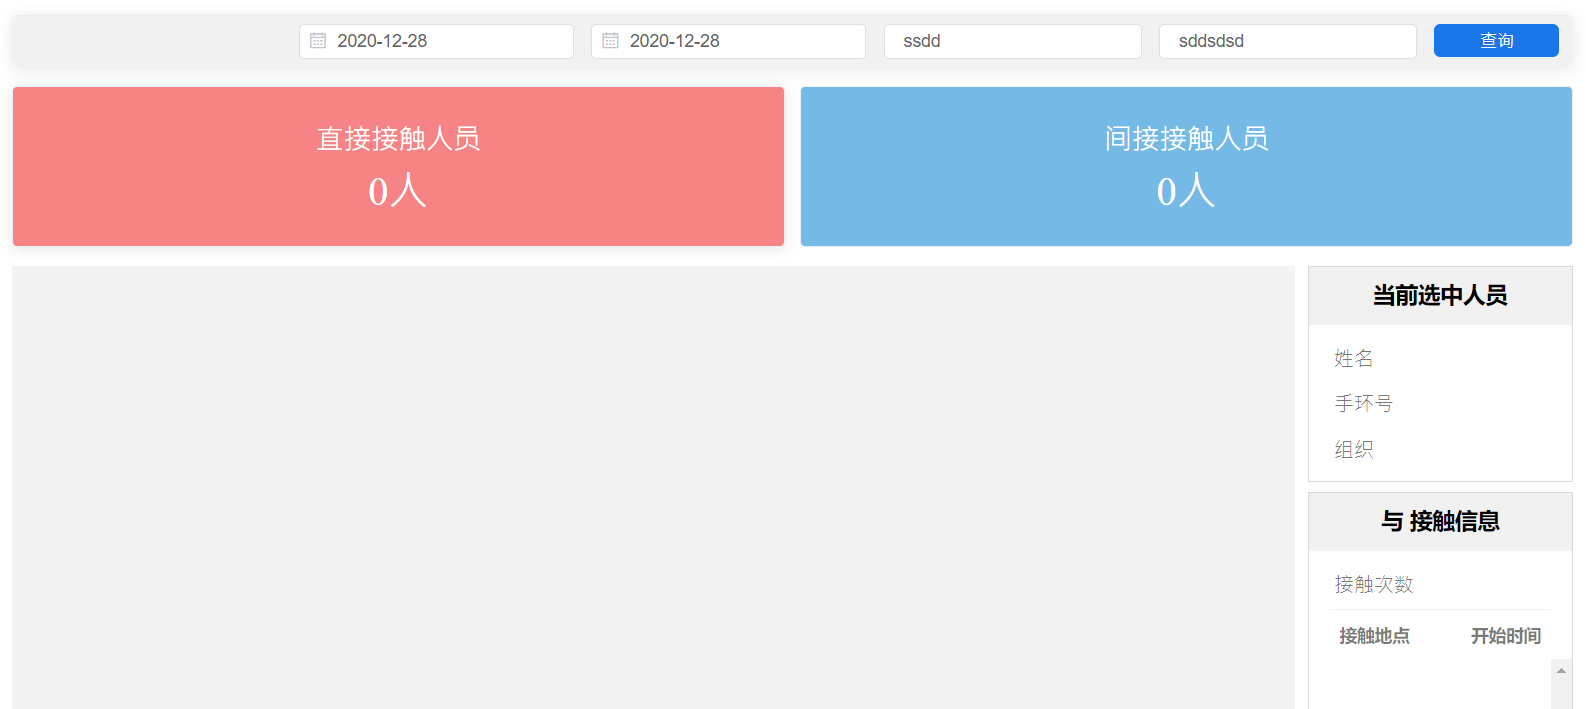 2020-12-28 2020-12-28 ssdd sddsdsd 查询
直接接触人员
0人
间接接触人员
0人
当前选中人员
姓名
手环号
组织
与 接触信息
接触次数
接触地点 开始时间